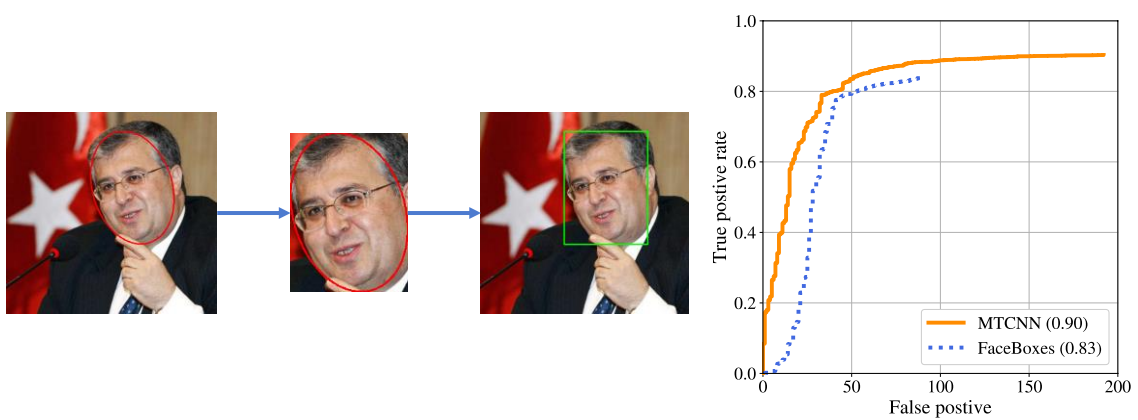 1.0
0.8
0.6
0.4
0.2
0.0
0
50
100
150
200
True postive rate
False postive
MTCNN (0.90)
FaceBoxes (0.83)